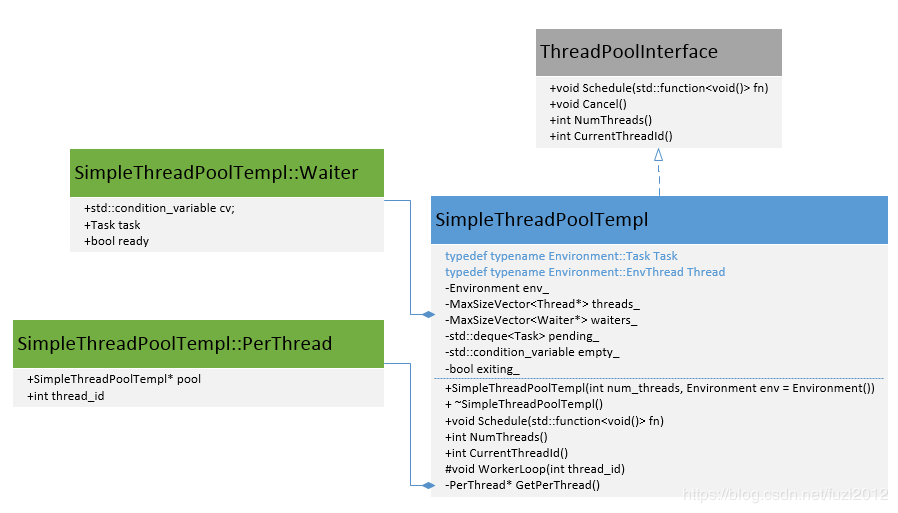 ThreadPoolInterface
+void Schedule(std::function<void()> fn)
+void Cancel()
+int NumThreads()
+int CurrentThreadId()
SimpleThreadPoolTempl::Waiter
+std::condition_variable cv;
+Task task
+bool ready
SimpleThreadPoolTempl
typedef typename Environment::Task Task
typedef typename Environment::EnvThread Thread
-Environment env_
-MaxSizeVector<Thread*> threads_
-MaxSizeVector<Waiter*> waiters_
-std::deque<Task> pending_
-std::condition_variable empty_
-bool exiting_
+SimpleThreadPoolTempl(int num_threads, Environment env = Environment())
+ ~SimpleThreadPoolTempl()
+void Schedule(std::function<void()> fn)
+int NumThreads()
+int CurrentThreadId()
#void WorkerLoop(int thread_id)
-PerThread* GetPerThread()
SimpleThreadPoolTempl::PerThread
+SimpleThreadPoolTempl* pool
+int thread_id
https://blog.csdn.net/fuzi2012